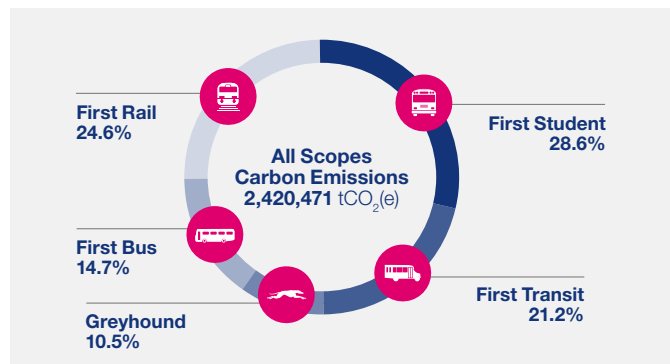 First Rail
24.6%
All Scopes
Carbon Emissions
2,420,471 tCO₂(e)
First Student
28.6%
First Bus
14.7%
First Transit
21.2%
Greyhound
10.5%